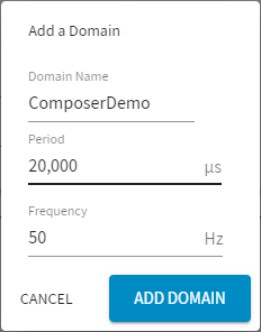 Add a Domain
Domain Name
ComposerDemo
Period
20,000 µs
Frequency
50 Hz
CANCEL ADD DOMAIN